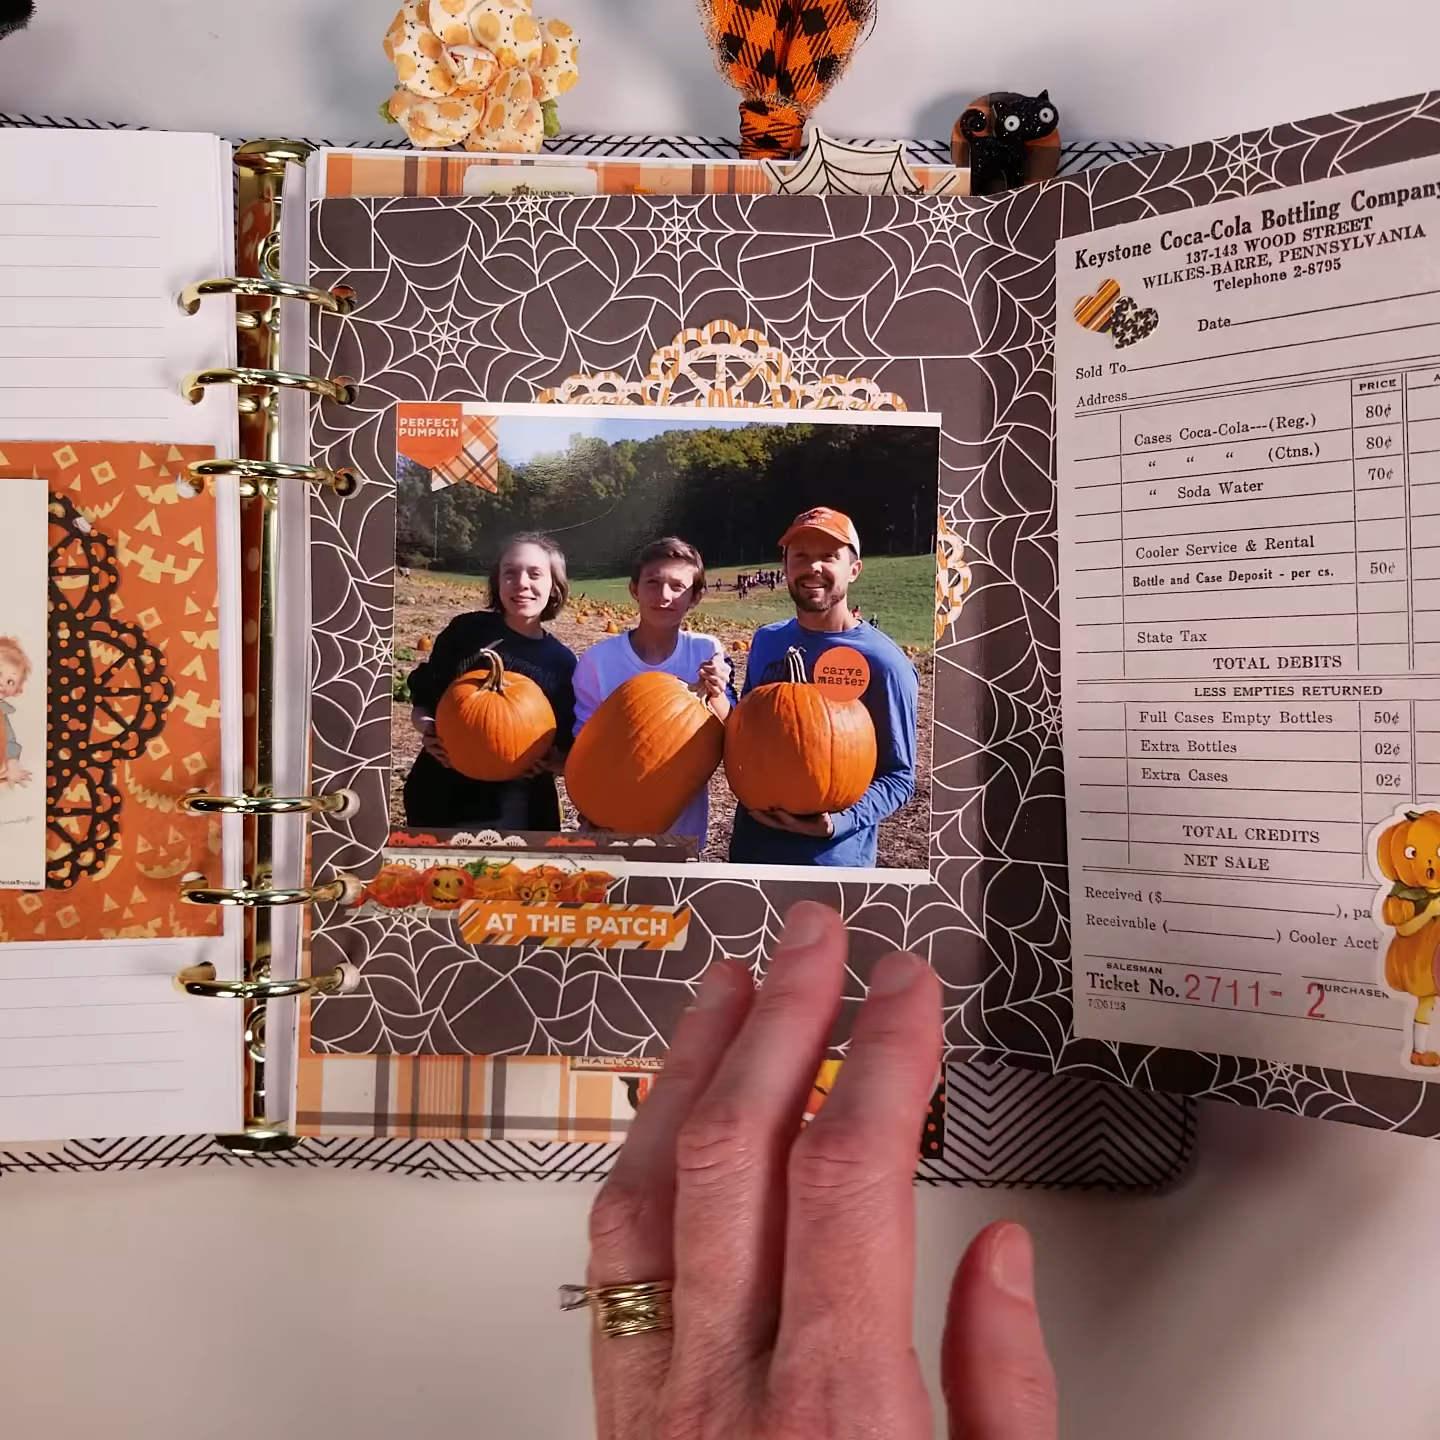 PERFECT
PUMPKIN
carve
master
POSTALE
AT THE PATCH
HALLOWEE
Keystone Coca-Cola Bottling Company
137-143 WOOD STREET
WILKES-BARRE, PENNSYLVANIA
Telephone 2-8795
Date
Sold To
Address
PRICE
Cases Coca-Cola---(Reg.) 80¢
“ “ “ (Ctns.) 80¢
“ Soda Water 70¢
Cooler Service & Rental
Bottle and Case Deposit - per cs. 50¢
State Tax
TOTAL DEBITS
LESS EMPTIES RETURNED
Full Cases Empty Bottles 50¢
Extra Bottles 02¢
Extra Cases 02¢
TOTAL CREDITS
NET SALE
Received ($ ), pa
Receivable ( ) Cooler Acct
SALESMAN
PURCHASER
Ticket No. 2711- 2